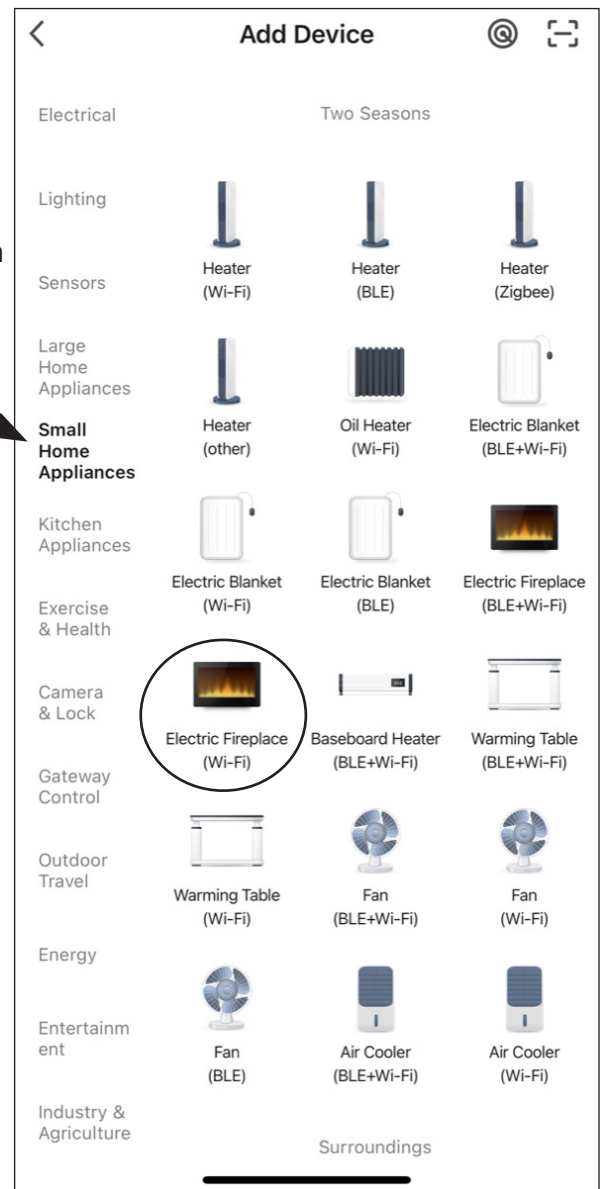 Add Device
Electrical
Lighting
Sensors
Large
Home
Appliances
Small
Home
Appliances
Kitchen
Appliances
Exercise
& Health
Camera
& Lock
Gateway
Control
Outdoor
Travel
Energy
Entertainm
ent
Industry &
Agriculture
Two Seasons
Heater
(Wi-Fi)
Heater
(BLE)
Heater
(Zigbee)
Heater
(other)
Oil Heater
(Wi-Fi)
Electric Blanket
(BLE+Wi-Fi)
Electric Blanket
(Wi-Fi)
Electric Blanket
(BLE)
Electric Fireplace
(BLE+Wi-Fi)
Electric Fireplace
(Wi-Fi)
Baseboard Heater
(BLE+Wi-Fi)
Warming Table
(BLE+Wi-Fi)
Warming Table
(Wi-Fi)
Fan
(BLE+Wi-Fi)
Fan
(Wi-Fi)
Fan
(BLE)
Air Cooler
(BLE+Wi-Fi)
Air Cooler
(Wi-Fi)
Surroundings